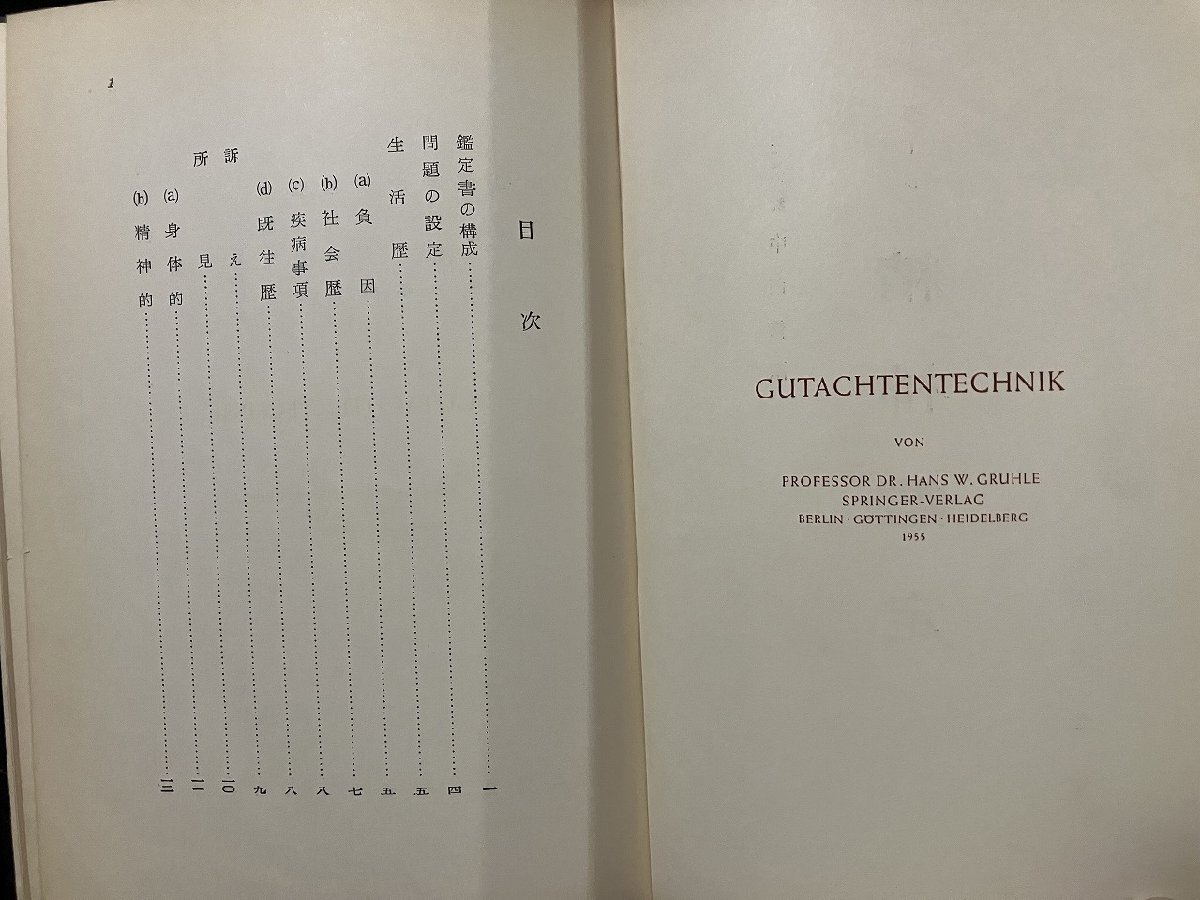 GUTACHTENTECHNIK
VON
PROFESSOR DR. HANS W. GRUHLE
SPRINGER-VERLAG
BERLIN · GÖTTINGEN · HEIDELBERG
1955
目次
鑑定書の構成……一
問題の設定……四
生活歴……五
(a) 負因……五
(b) 社会歴……七
(c) 疾病事項……八
(d) 既往歴……八
訴え……九
所見……一〇
(a) 身体的……一一
(b) 精神的……一二
1